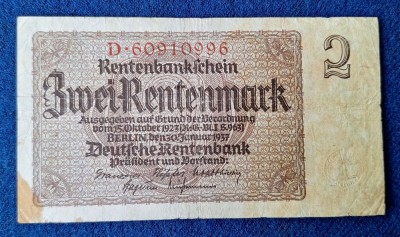 D·60910996
Rentenbankschein
2
Zwei Rentenmark
Ausgegeben auf Grund der Verordnung
vom 15. Oktober 1923 (R.G.Bl. I S. 963)
BERLIN, den 30. Januar 1937
Deutsche Rentenbank
Präsident und Vorstand: